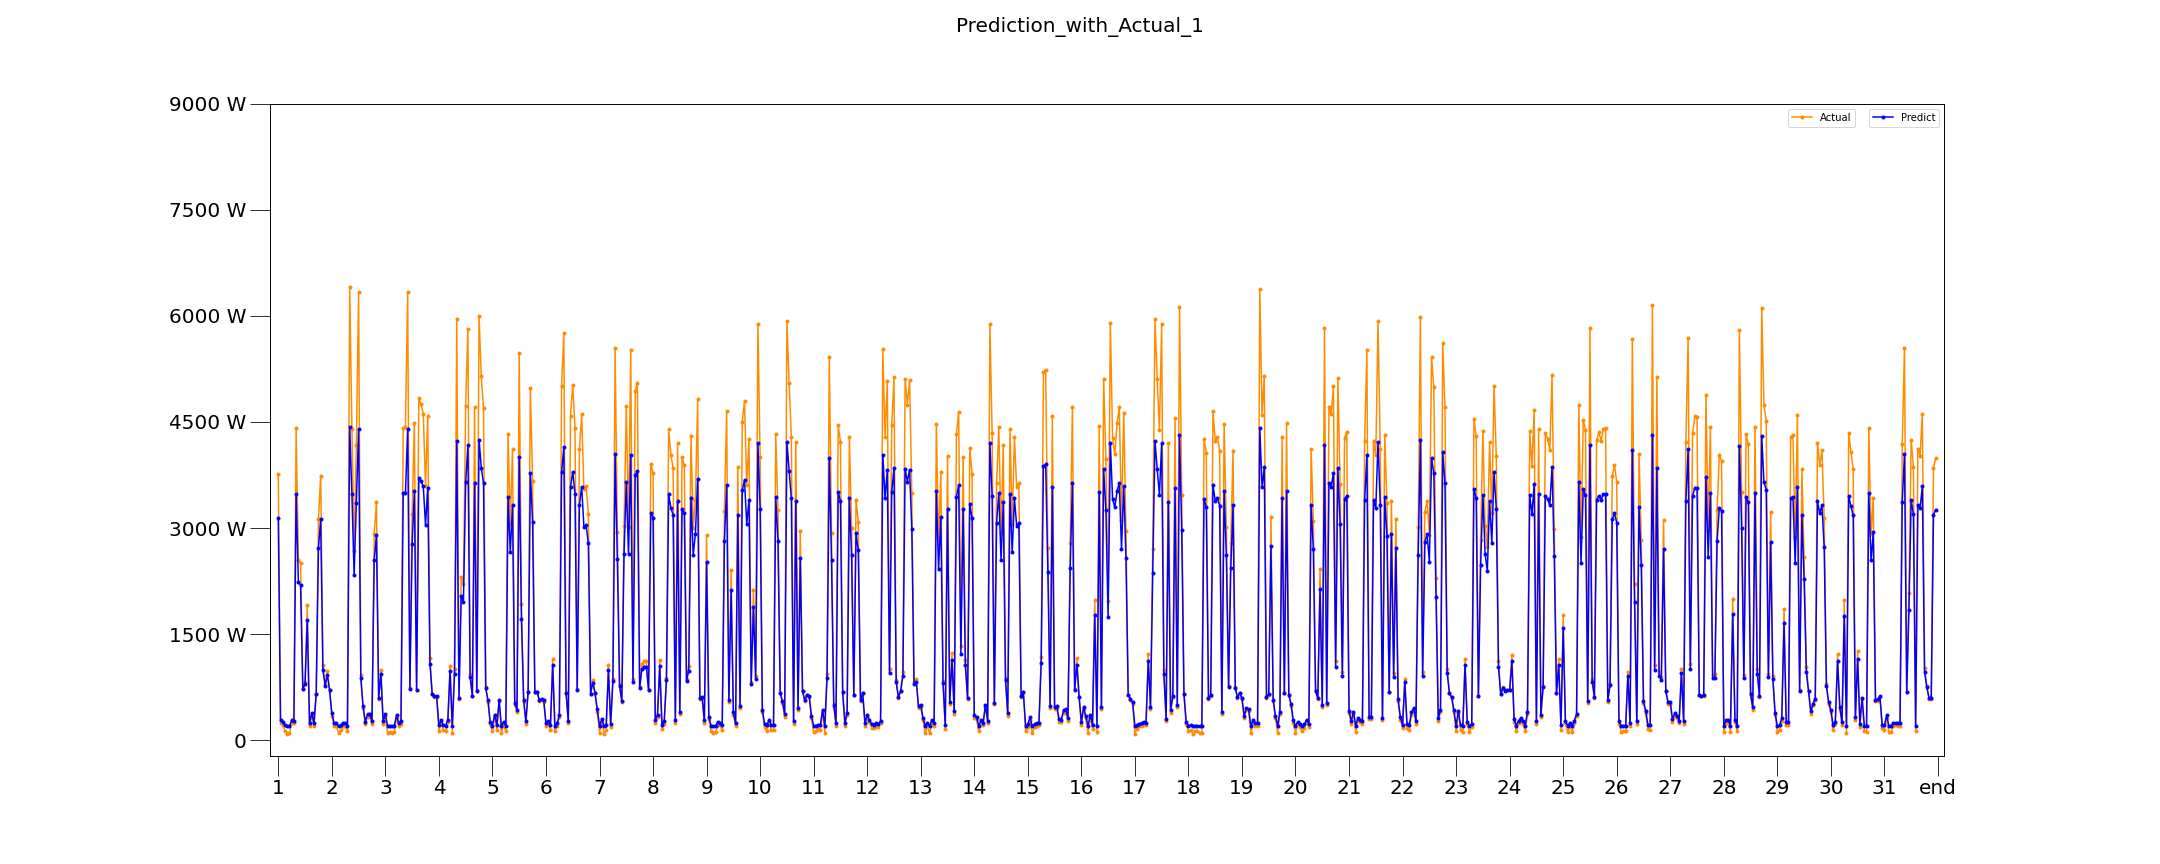 Prediction_with_Actual_1
9000 W
7500 W
6000 W
4500 W
3000 W
1500 W
0
Actual Predict
1 2 3 4 5 6 7 8 9 10 11 12 13 14 15 16 17 18 19 20 21 22 23 24 25 26 27 28 29 30 31 end